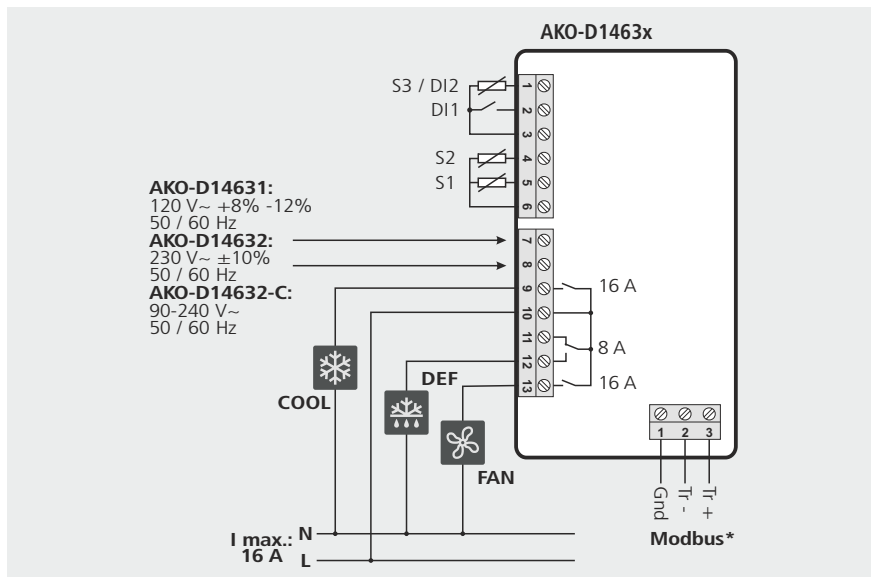 AKO-D1463x
S3 / DI2
DI1
S2
S1
1
2
3
4
5
6
AKO-D14631:
120 V~ +8% -12%
50 / 60 Hz
AKO-D14632:
230 V~ ±10%
50 / 60 Hz
AKO-D14632-C:
90-240 V~
50 / 60 Hz
7
8
9
10
11
12
13
16 A
8 A
16 A
COOL
DEF
FAN
1 2 3
Gnd
Tr -
Tr +
Modbus*
I max.: N
16 A L